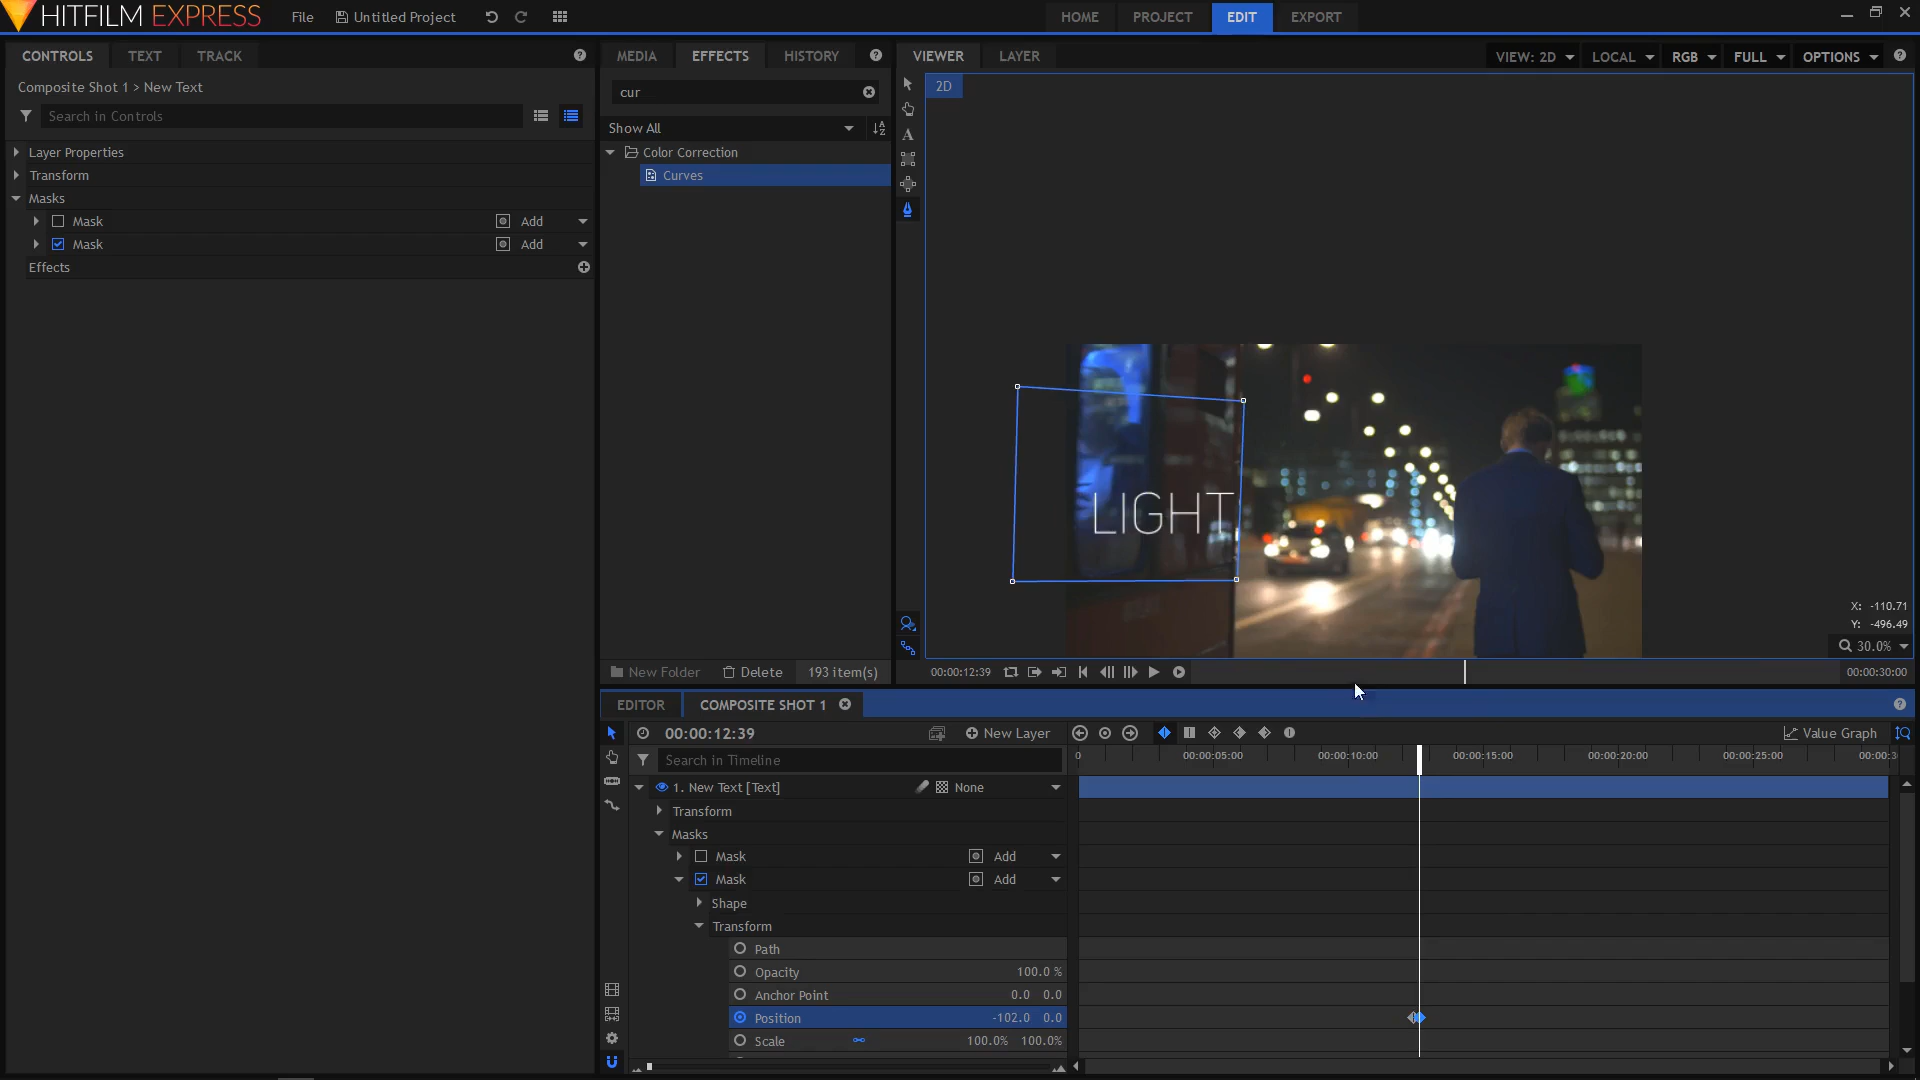 HITFILM EXPRESS File Untitled Project HOME PROJECT EDIT EXPORT
CONTROLS TEXT TRACK
Composite Shot 1 > New Text
Search in Controls
Layer Properties
Transform
Masks
Mask Add
Mask Add
Effects
MEDIA EFFECTS HISTORY
cur
Show All
Color Correction
Curves
New Folder Delete 193 item(s)
VIEWER LAYER VIEW: 2D LOCAL RGB FULL OPTIONS
2D
LIGHT
X: -110.71
Y: -496.49
30.0%
00:00:12:39 00:00:30:00
EDITOR COMPOSITE SHOT 1
00:00:12:39 New Layer Value Graph
Search in Timeline
0 00:00:05:00 00:00:10:00 00:00:15:00 00:00:20:00 00:00:25:00 00:00:3
1. New Text [Text] None
Transform
Masks
Mask Add
Mask Add
Shape
Transform
Path
Opacity 100.0 %
Anchor Point 0.0 0.0
Position -102.0 0.0
Scale 100.0% 100.0%